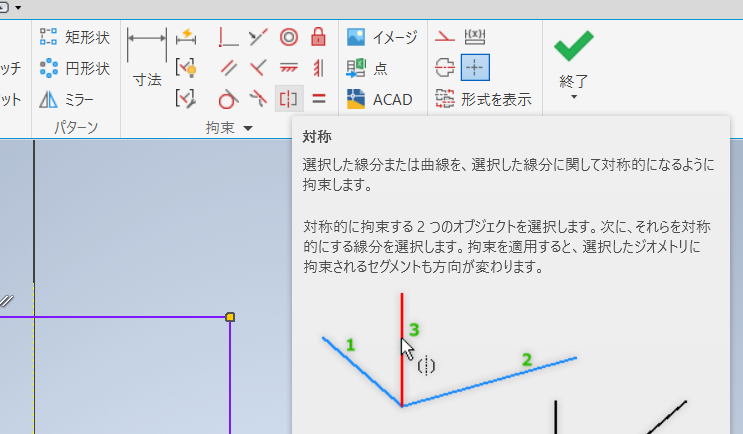 矩形状
ッチ
円形状
ット
ミラー
パターン
寸法
拘束
イメージ
点
ACAD
形式を表示
終了
対称
選択した線分または曲線を、選択した線分に関して対称的になるように
拘束します。
対称的に拘束する 2 つのオブジェクトを選択します。次に、それらを対称
的にする線分を選択します。拘束を適用すると、選択したジオメトリに
拘束されるセグメントも方向が変わります。
1
3
2